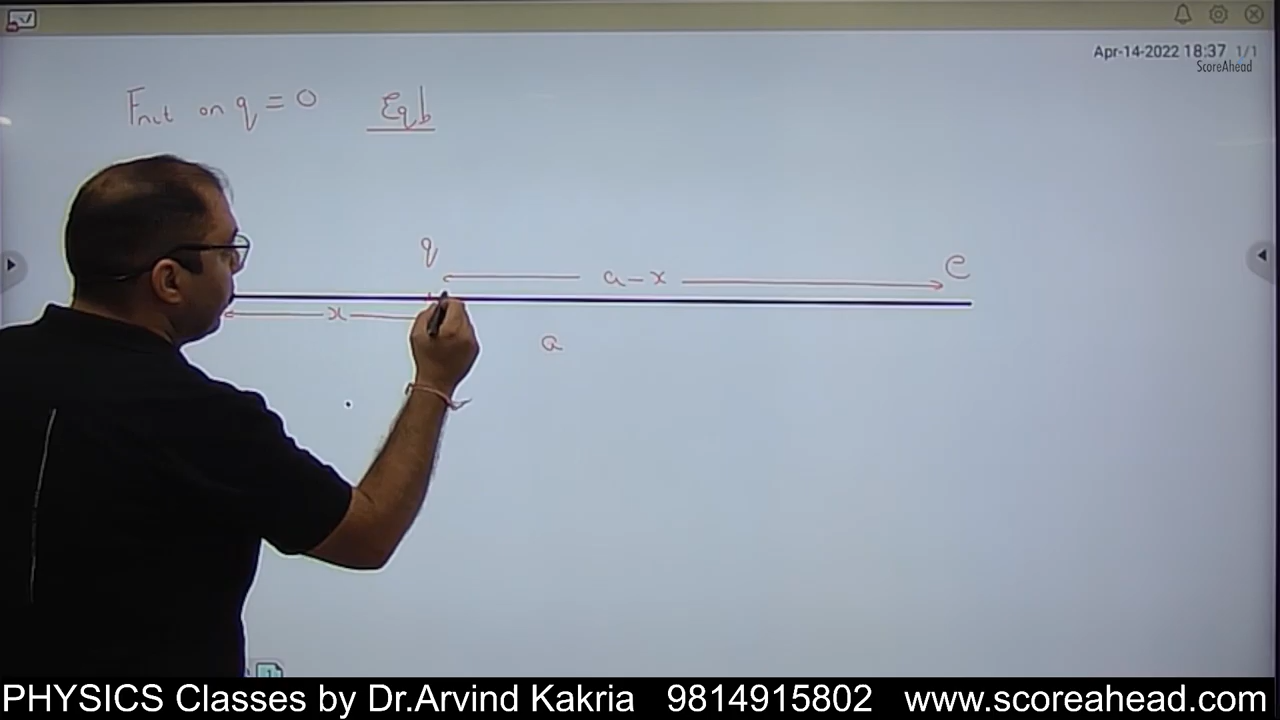 Apr-14-2022 18:37 1/1
ScoreAhead
Fnet on q = 0 Eqb
q
a - x
e
x
a
1
PHYSICS Classes by Dr.Arvind Kakria 9814915802 www.scoreahead.com